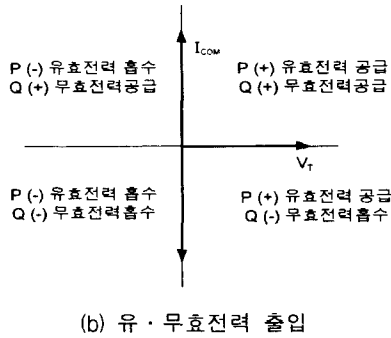 I_COM
P (-) 유효전력 흡수
Q (+) 무효전력공급
P (+) 유효전력 공급
Q (+) 무효전력공급
V_T
P (-) 유효전력 흡수
Q (-) 무효전력흡수
P (+) 유효전력 공급
Q (-) 무효전력흡수
(b) 유 · 무효전력 출입